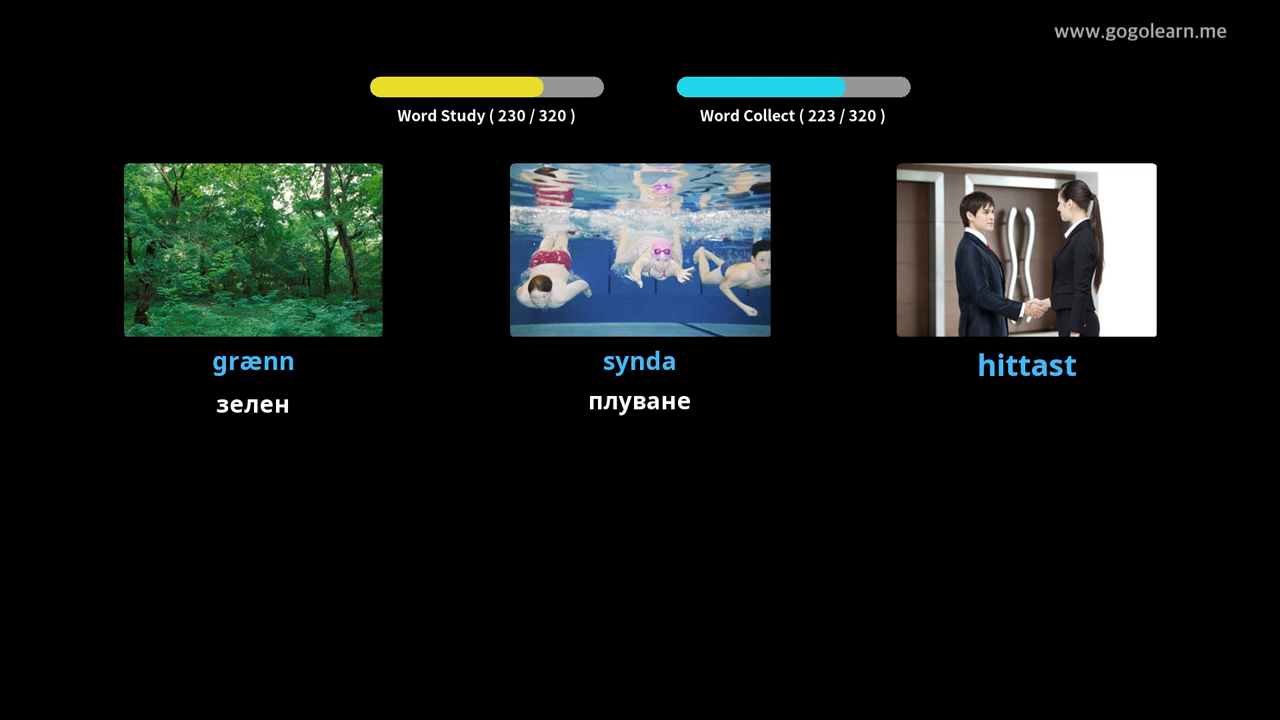 www.gogolearn.me
Word Study ( 230 / 320 )
Word Collect ( 223 / 320 )
grænn
synda
hittast
зелен
плуване